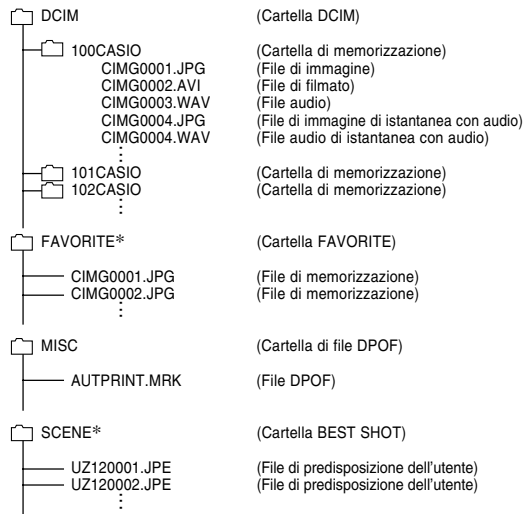 DCIM (Cartella DCIM)
100CASIO (Cartella di memorizzazione)
CIMG0001.JPG (File di immagine)
CIMG0002.AVI (File di filmato)
CIMG0003.WAV (File audio)
CIMG0004.JPG (File di immagine di istantanea con audio)
CIMG0004.WAV (File audio di istantanea con audio)
101CASIO (Cartella di memorizzazione)
102CASIO (Cartella di memorizzazione)
FAVORITE* (Cartella FAVORITE)
CIMG0001.JPG (File di memorizzazione)
CIMG0002.JPG (File di memorizzazione)
MISC (Cartella di file DPOF)
AUTPRINT.MRK (File DPOF)
SCENE* (Cartella BEST SHOT)
UZ120001.JPE (File di predisposizione dell'utente)
UZ120002.JPE (File di predisposizione dell'utente)